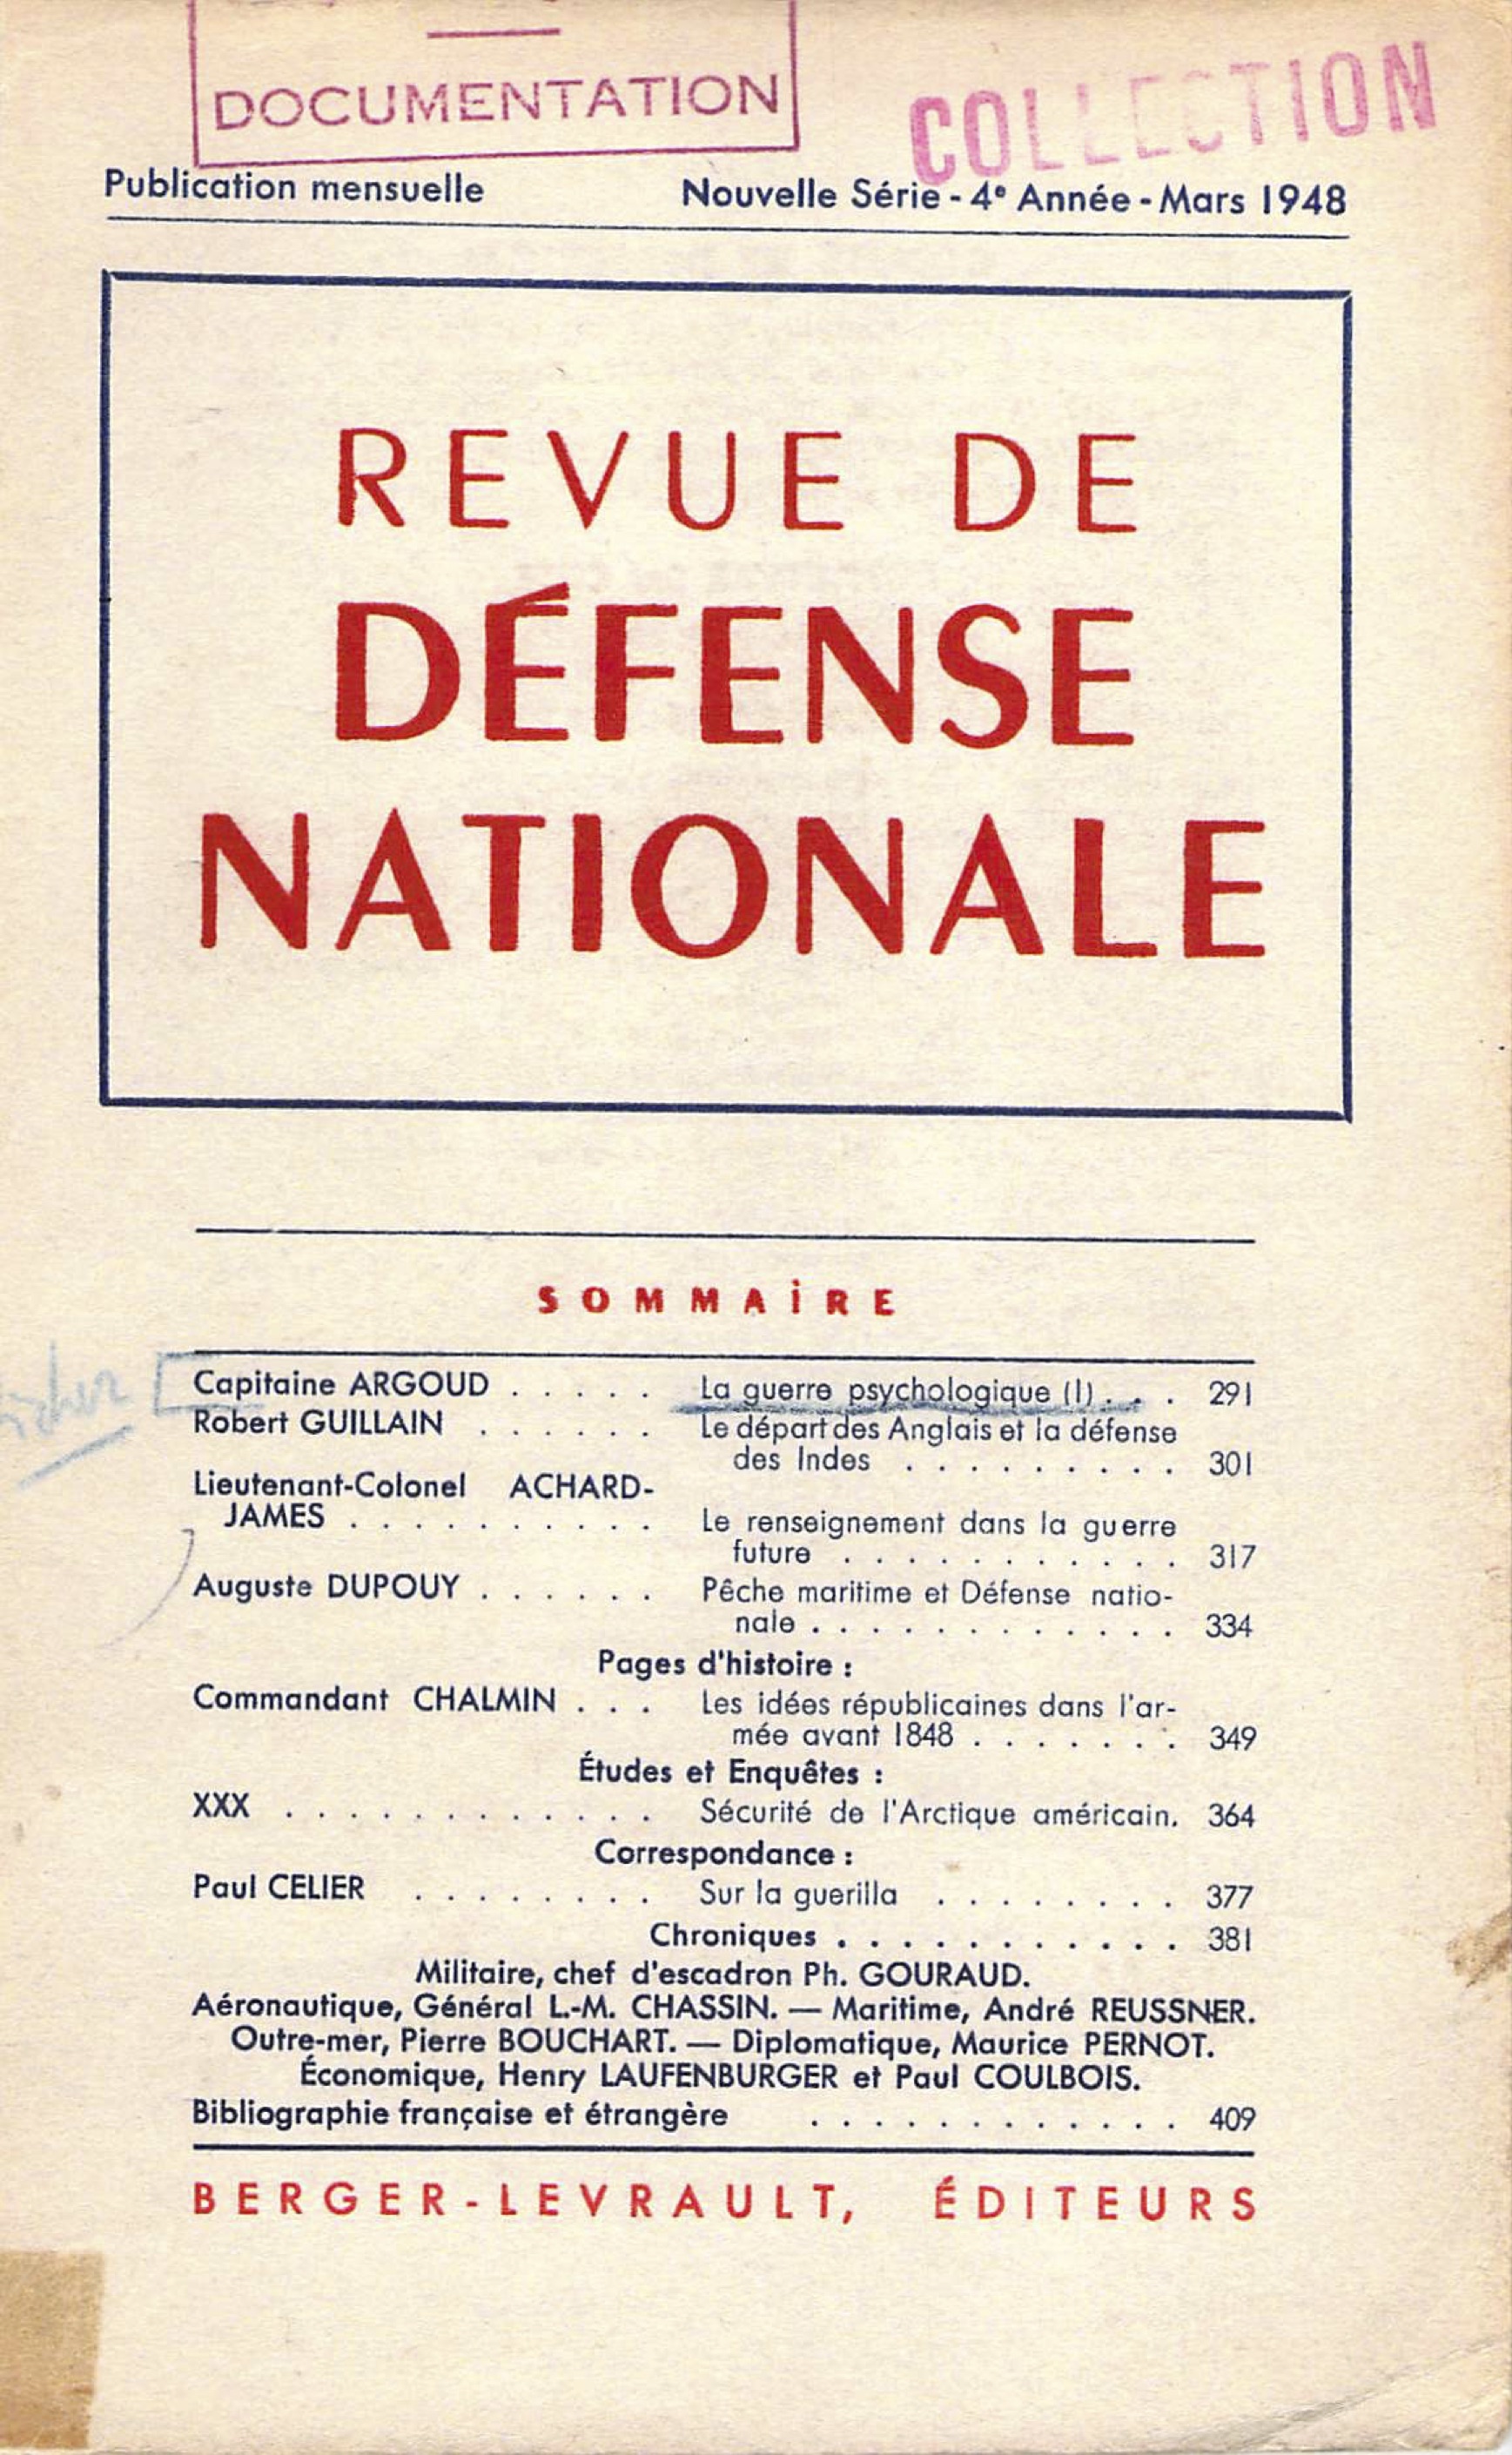 DOCUMENTATION
COLLECTION
Publication mensuelle Nouvelle Série - 4e Année - Mars 1948
REVUE DE
DÉFENSE
NATIONALE
SOMMAIRE
Capitaine ARGOUD . . . . . La guerre psychologique (I) . . . 291
Robert GUILLAIN . . . . . . Le départ des Anglais et la défense
des Indes . . . . . . . . . 301
Lieutenant-Colonel ACHARD-
JAMES . . . . . . . . . . Le renseignement dans la guerre
future . . . . . . . . . . . 317
Auguste DUPOUY . . . . . . Pêche maritime et Défense natio-
nale . . . . . . . . . . . . 334
Pages d'histoire :
Commandant CHALMIN . . . Les idées républicaines dans l'ar-
mée avant 1848 . . . . . . . 349
Études et Enquêtes :
XXX . . . . . . . . . . . . Sécurité de l'Arctique américain. 364
Correspondance :
Paul CELIER . . . . . . . . Sur la guerilla . . . . . . . . 377
Chroniques . . . . . . . . . . . 381
Militaire, chef d'escadron Ph. GOURAUD.
Aéronautique, Général L.-M. CHASSIN. — Maritime, André REUSSNER.
Outre-mer, Pierre BOUCHART. — Diplomatique, Maurice PERNOT.
Économique, Henry LAUFENBURGER et Paul COULBOIS.
Bibliographie française et étrangère . . . . . . . . . . . . 409
BERGER-LEVRAULT, ÉDITEURS